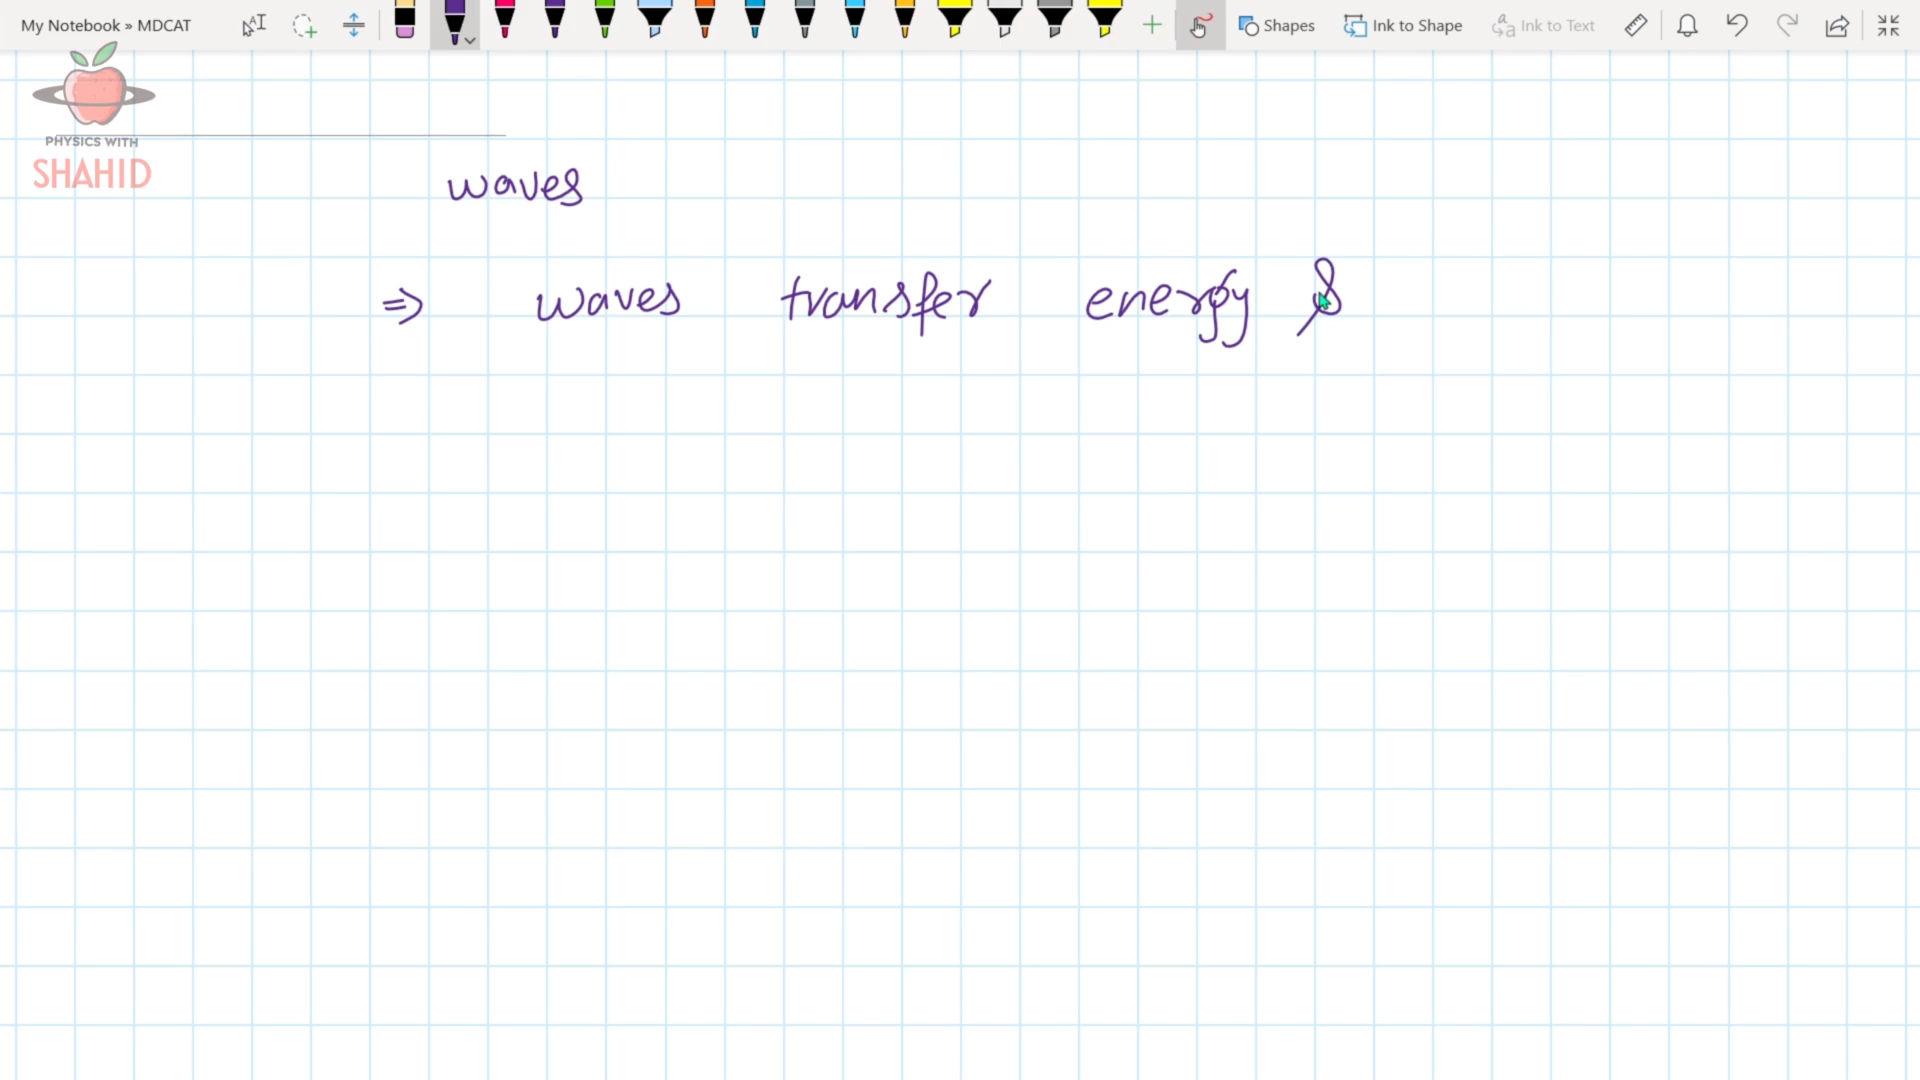 My Notebook » MDCAT
Shapes
Ink to Shape
Ink to Text
PHYSICS WITH
SHAHID
waves
⇒ waves transfer energy &